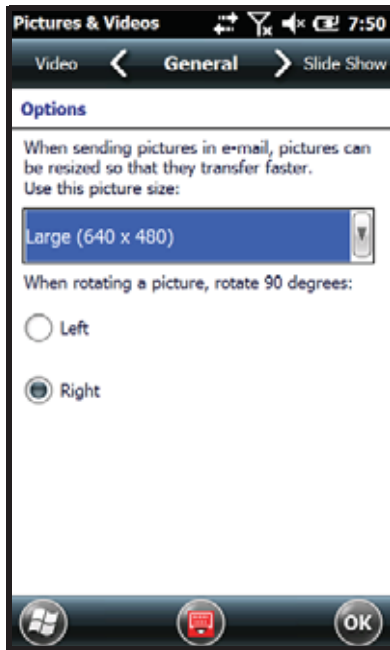 Pictures & Videos 7:50
Video General Slide Show
Options
When sending pictures in e-mail, pictures can
be resized so that they transfer faster.
Use this picture size:
Large (640 x 480)
When rotating a picture, rotate 90 degrees:
Left
Right
OK